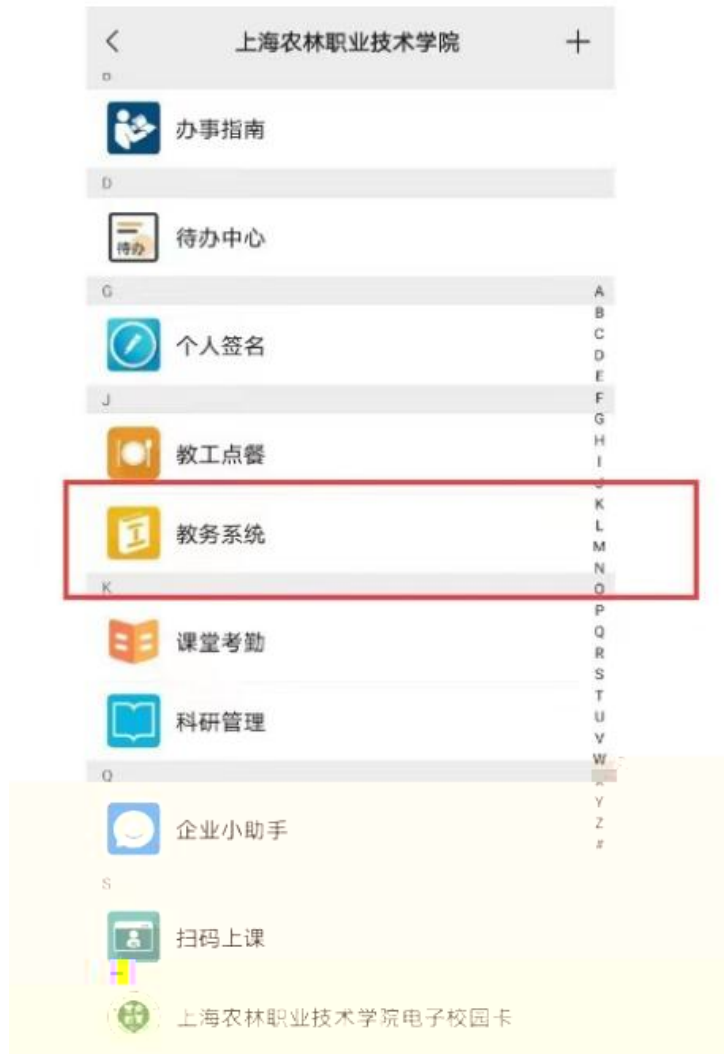 上海农林职业技术学院
办事指南
D
待办
待办中心
G
个人签名
J
教工点餐
教务系统
K
课堂考勤
科研管理
Q
企业小助手
S
扫码上课
上海农林职业技术学院电子校园卡
A
B
C
D
E
F
G
H
I
J
K
L
M
N
O
P
Q
R
S
T
U
V
W
Y
Z
#